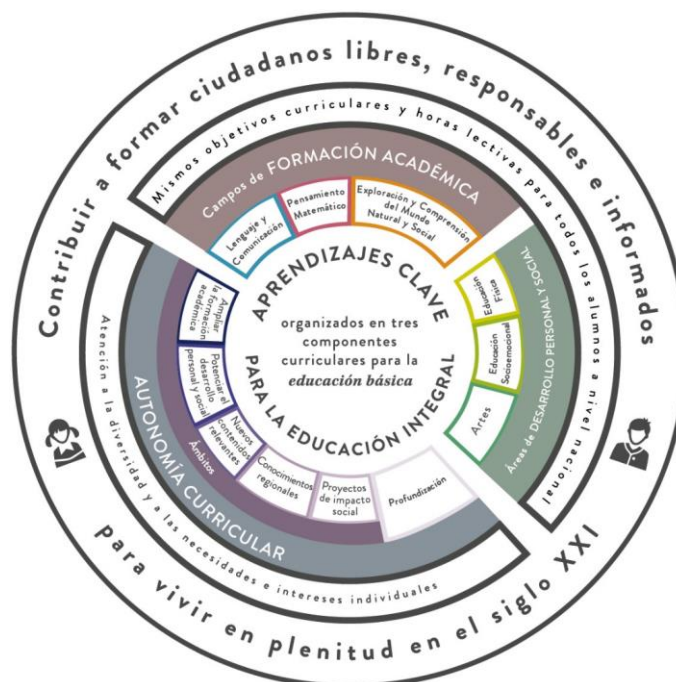 Contribuir a formar ciudadanos libres, responsables e informados
para vivir en plenitud en el siglo XXI
Mismos objetivos curriculares y horas lectivas para todos los alumnos a nivel nacional
Campos de FORMACIÓN ACADÉMICA
Lenguaje y
Comunicación
Pensamiento
Matemático
Exploración y Comprensión
del Mundo
Natural y Social
Áreas de DESARROLLO PERSONAL Y SOCIAL
Educación
Física
Educación
Socioemocional
Artes
APRENDIZAJES CLAVE
organizados en tres
componentes
curriculares para la
educación básica
PARA LA EDUCACIÓN INTEGRAL
Atención a la diversidad y a las necesidades e intereses individuales
AUTONOMÍA CURRICULAR
Ámbitos
Ampliar
la formación
académica
Potenciar el
desarrollo
personal y social
Nuevos
contenidos
relevantes
Conocimientos
regionales
Proyectos
de impacto
social
Profundización